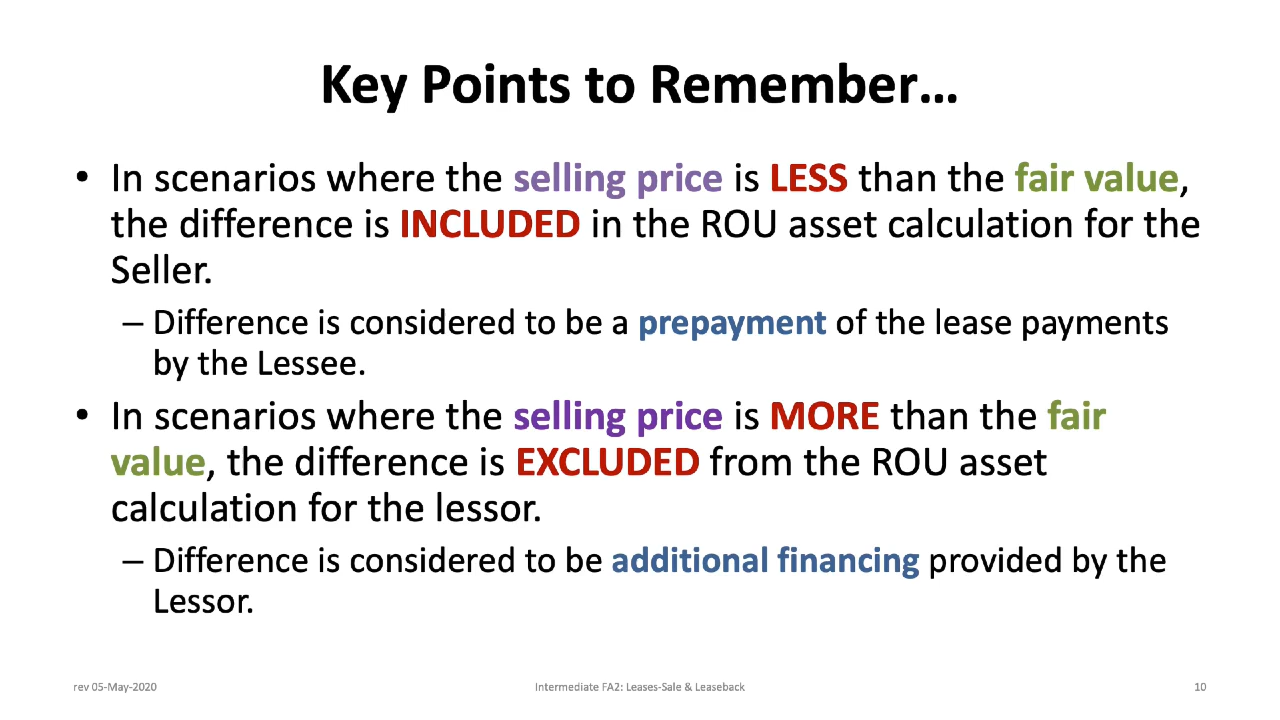 Key Points to Remember...
• In scenarios where the selling price is LESS than the fair value,
the difference is INCLUDED in the ROU asset calculation for the
Seller.
– Difference is considered to be a prepayment of the lease payments
by the Lessee.
• In scenarios where the selling price is MORE than the fair
value, the difference is EXCLUDED from the ROU asset
calculation for the lessor.
– Difference is considered to be additional financing provided by the
Lessor.
rev 05-May-2020
Intermediate FA2: Leases-Sale & Leaseback
10